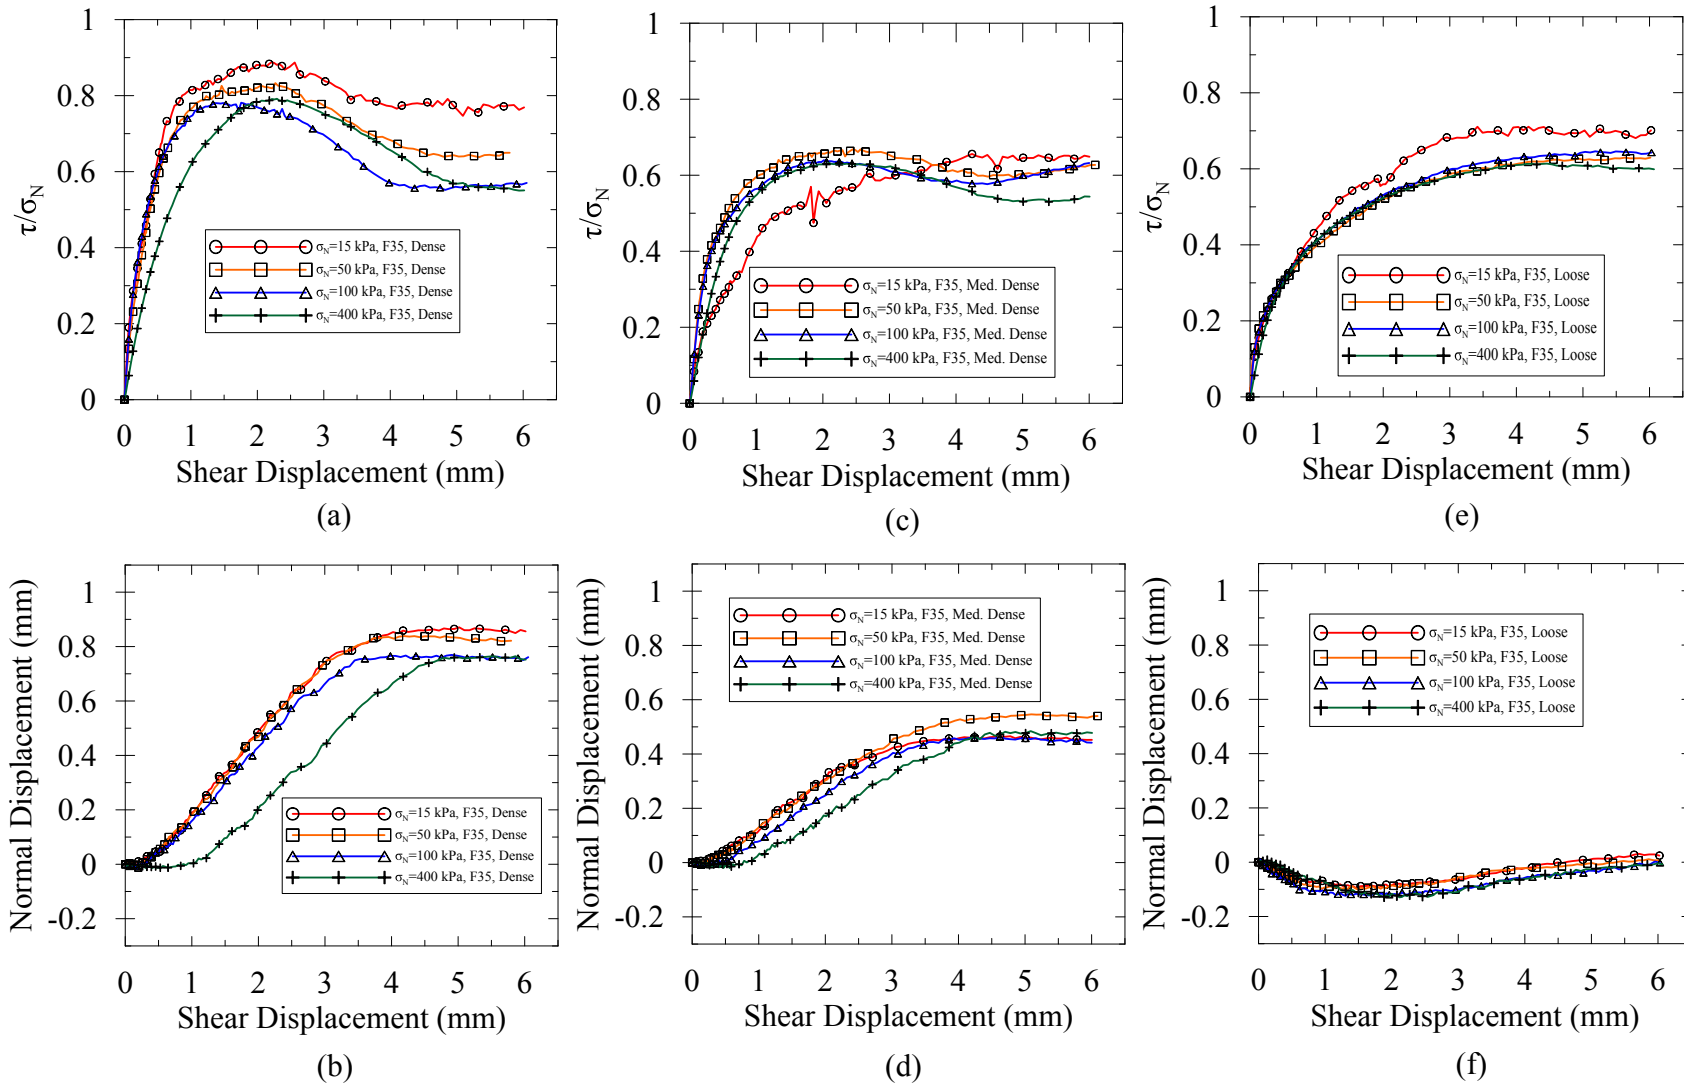 1
0.8
0.6
0.4
0.2
0
τ/σN
σN=15 kPa, F35, Dense
σN=50 kPa, F35, Dense
σN=100 kPa, F35, Dense
σN=400 kPa, F35, Dense
0 1 2 3 4 5 6
Shear Displacement (mm)
(a)
1
0.8
0.6
0.4
0.2
0
τ/σN
σN=15 kPa, F35, Med. Dense
σN=50 kPa, F35, Med. Dense
σN=100 kPa, F35, Med. Dense
σN=400 kPa, F35, Med. Dense
0 1 2 3 4 5 6
Shear Displacement (mm)
(c)
1
0.8
0.6
0.4
0.2
0
τ/σN
σN=15 kPa, F35, Loose
σN=50 kPa, F35, Loose
σN=100 kPa, F35, Loose
σN=400 kPa, F35, Loose
0 1 2 3 4 5 6
Shear Displacement (mm)
(e)
1
0.8
0.6
0.4
0.2
0
-0.2
Normal Displacement (mm)
σN=15 kPa, F35, Dense
σN=50 kPa, F35, Dense
σN=100 kPa, F35, Dense
σN=400 kPa, F35, Dense
0 1 2 3 4 5 6
Shear Displacement (mm)
(b)
1
0.8
0.6
0.4
0.2
0
-0.2
Normal Displacement (mm)
σN=15 kPa, F35, Med. Dense
σN=50 kPa, F35, Med. Dense
σN=100 kPa, F35, Med. Dense
σN=400 kPa, F35, Med. Dense
0 1 2 3 4 5 6
Shear Displacement (mm)
(d)
1
0.8
0.6
0.4
0.2
0
-0.2
Normal Displacement (mm)
σN=15 kPa, F35, Loose
σN=50 kPa, F35, Loose
σN=100 kPa, F35, Loose
σN=400 kPa, F35, Loose
0 1 2 3 4 5 6
Shear Displacement (mm)
(f)